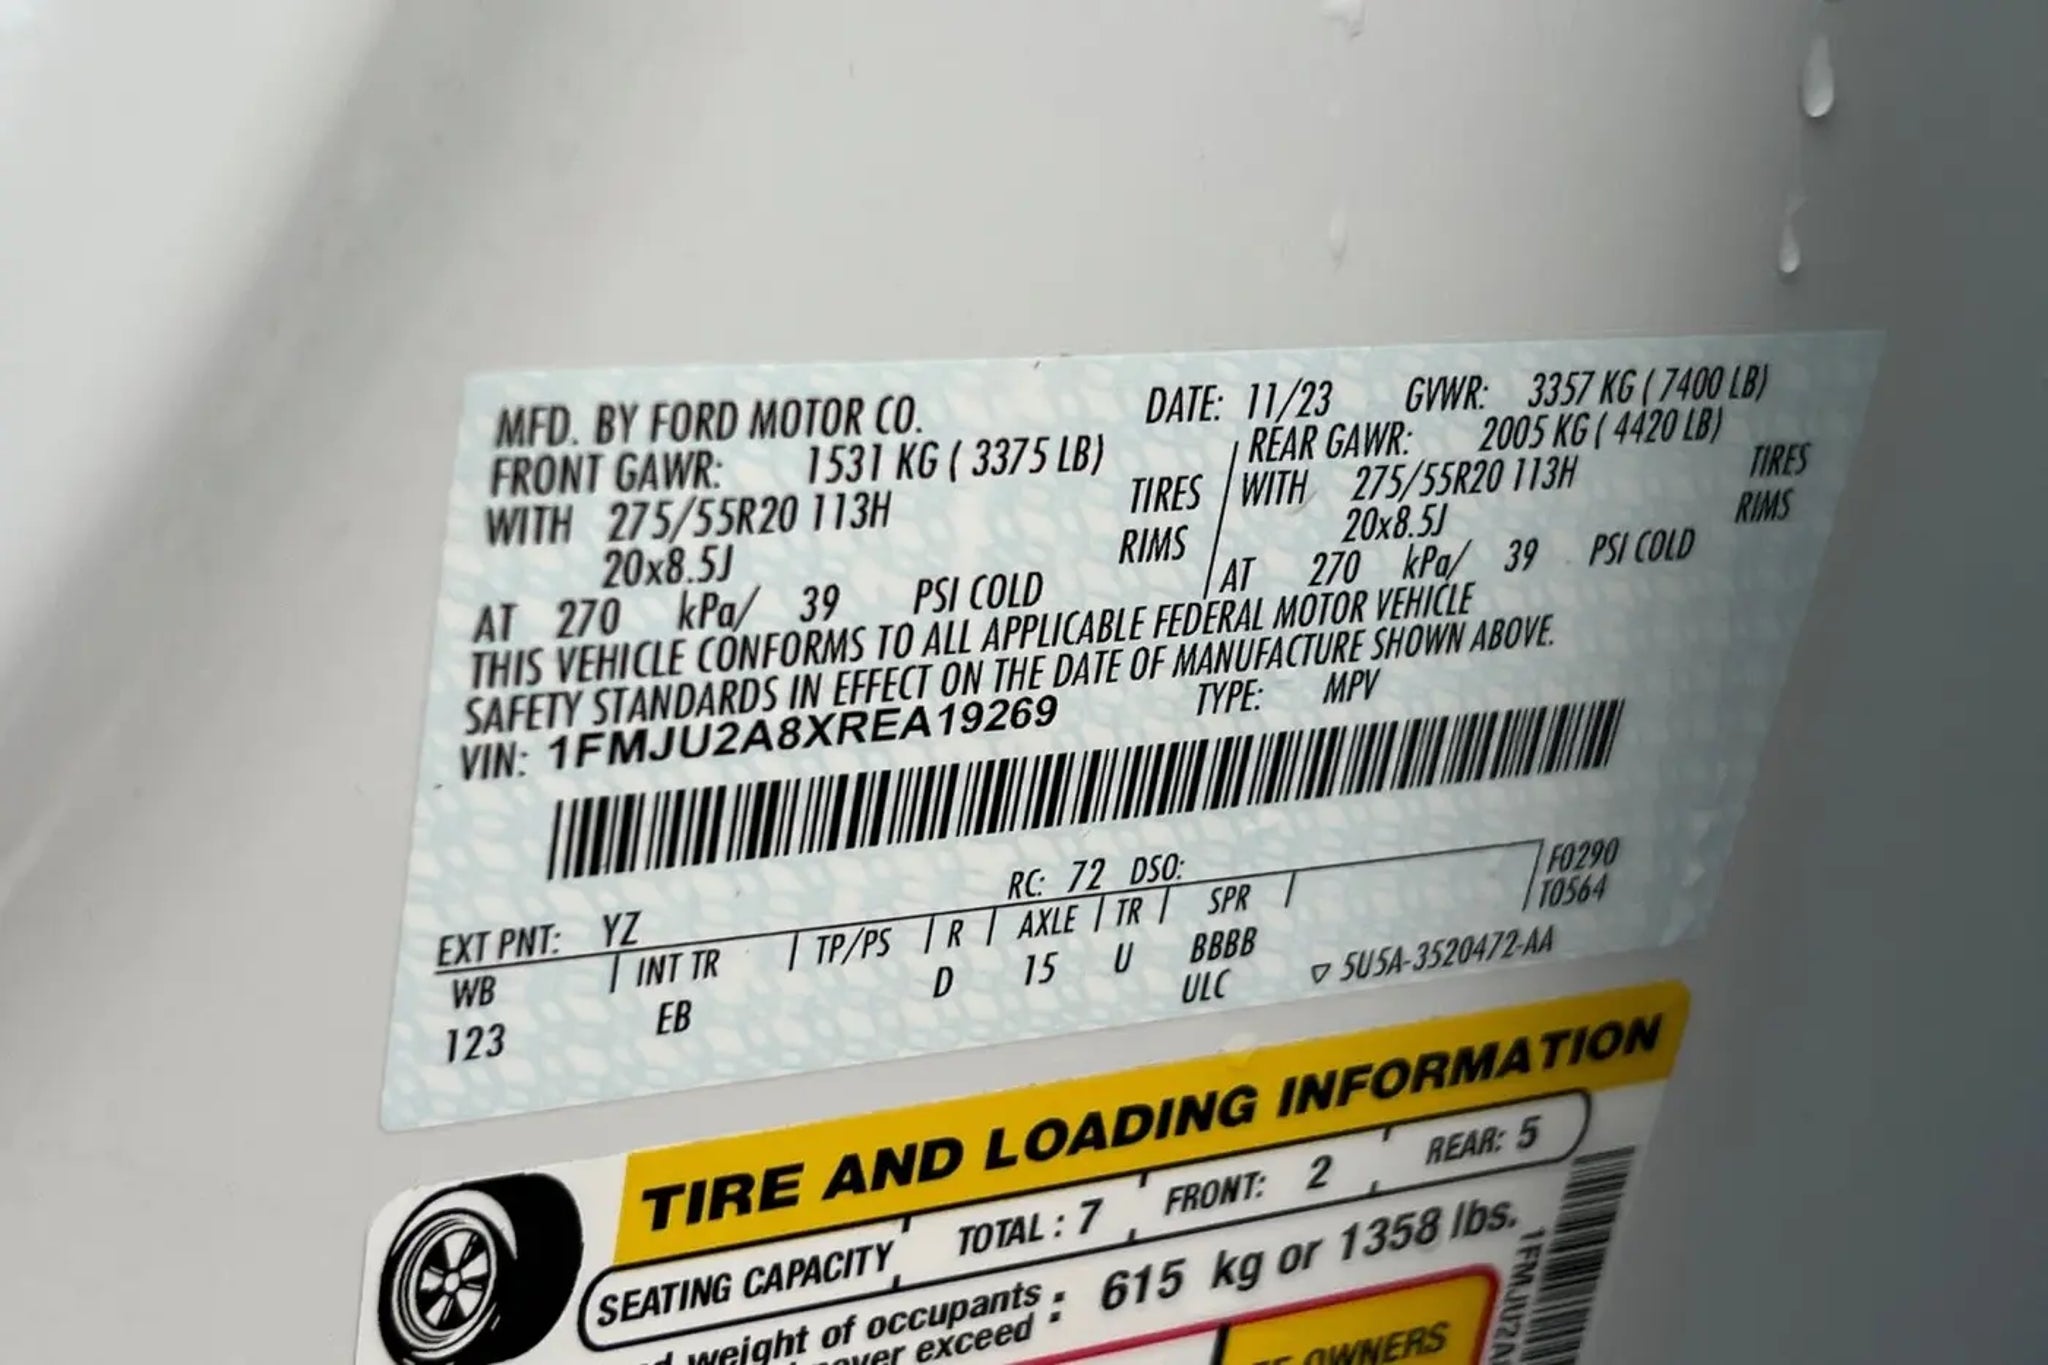 MFD. BY FORD MOTOR CO. DATE: 11/23 GVWR: 3357 KG ( 7400 LB)
FRONT GAWR: 1531 KG ( 3375 LB) REAR GAWR: 2005 KG ( 4420 LB)
WITH 275/55R20 113H TIRES WITH 275/55R20 113H TIRES
20x8.5J RIMS 20x8.5J RIMS
AT 270 kPa/ 39 PSI COLD AT 270 kPa/ 39 PSI COLD
THIS VEHICLE CONFORMS TO ALL APPLICABLE FEDERAL MOTOR VEHICLE
SAFETY STANDARDS IN EFFECT ON THE DATE OF MANUFACTURE SHOWN ABOVE.
VIN: 1FMJU2A8XREA19269 TYPE: MPV
EXT PNT: YZ RC: 72 DSO: F0290
WB INT TR TP/PS R AXLE TR SPR T0564
123 EB D 15 U BBBB
ULC ▽ 5U5A-3520472-AA
TIRE AND LOADING INFORMATION
SEATING CAPACITY TOTAL : 7 FRONT: 2 REAR: 5
weight of occupants : 615 kg or 1358 lbs.
exceed
OWNERS
1FMJU2A